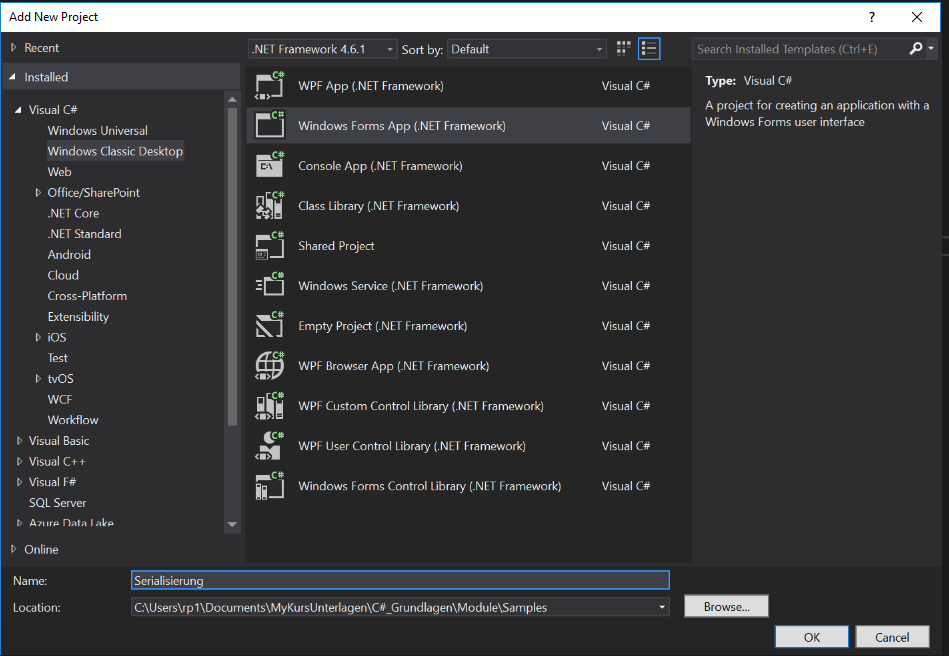 Add New Project
?
Recent
Installed
Visual C#
Windows Universal
Windows Classic Desktop
Web
Office/SharePoint
.NET Core
.NET Standard
Android
Cloud
Cross-Platform
Extensibility
iOS
Test
tvOS
WCF
Workflow
Visual Basic
Visual C++
Visual F#
SQL Server
Azure Data Lake
Online
.NET Framework 4.6.1 Sort by: Default
C# WPF App (.NET Framework) Visual C#
C# Windows Forms App (.NET Framework) Visual C#
C# Console App (.NET Framework) Visual C#
C# Class Library (.NET Framework) Visual C#
C# Shared Project Visual C#
C# Windows Service (.NET Framework) Visual C#
C# Empty Project (.NET Framework) Visual C#
C# WPF Browser App (.NET Framework) Visual C#
C# WPF Custom Control Library (.NET Framework) Visual C#
C# WPF User Control Library (.NET Framework) Visual C#
C# Windows Forms Control Library (.NET Framework) Visual C#
Search Installed Templates (Ctrl+E)
Type: Visual C#
A project for creating an application with a
Windows Forms user interface
Name: Serialisierung
Location: C:\Users\rp1\Documents\MyKursUnterlagen\C#_Grundlagen\Module\Samples Browse...
OK Cancel